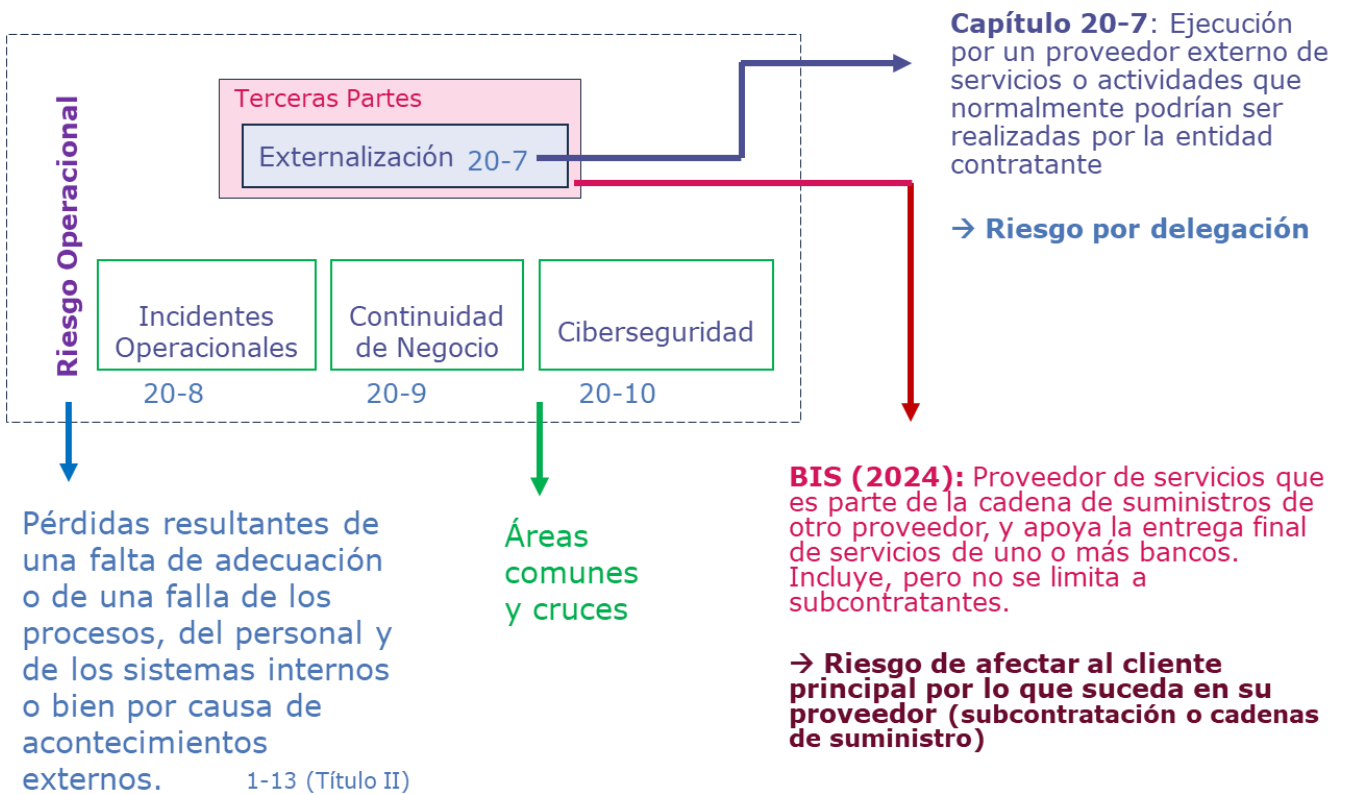 Riesgo Operacional
Terceras Partes
Externalización 20-7
Incidentes
Operacionales
20-8
Continuidad
de Negocio
20-9
Ciberseguridad
20-10
Capítulo 20-7: Ejecución
por un proveedor externo de
servicios o actividades que
normalmente podrían ser
realizadas por la entidad
contratante
→ Riesgo por delegación
Pérdidas resultantes de
una falta de adecuación
o de una falla de los
procesos, del personal y
de los sistemas internos
o bien por causa de
acontecimientos
externos. 1-13 (Título II)
Áreas
comunes
y cruces
BIS (2024): Proveedor de servicios que
es parte de la cadena de suministros de
otro proveedor, y apoya la entrega final
de servicios de uno o más bancos.
Incluye, pero no se limita a
subcontratantes.
→ Riesgo de afectar al cliente
principal por lo que suceda en su
proveedor (subcontratación o cadenas
de suministro)